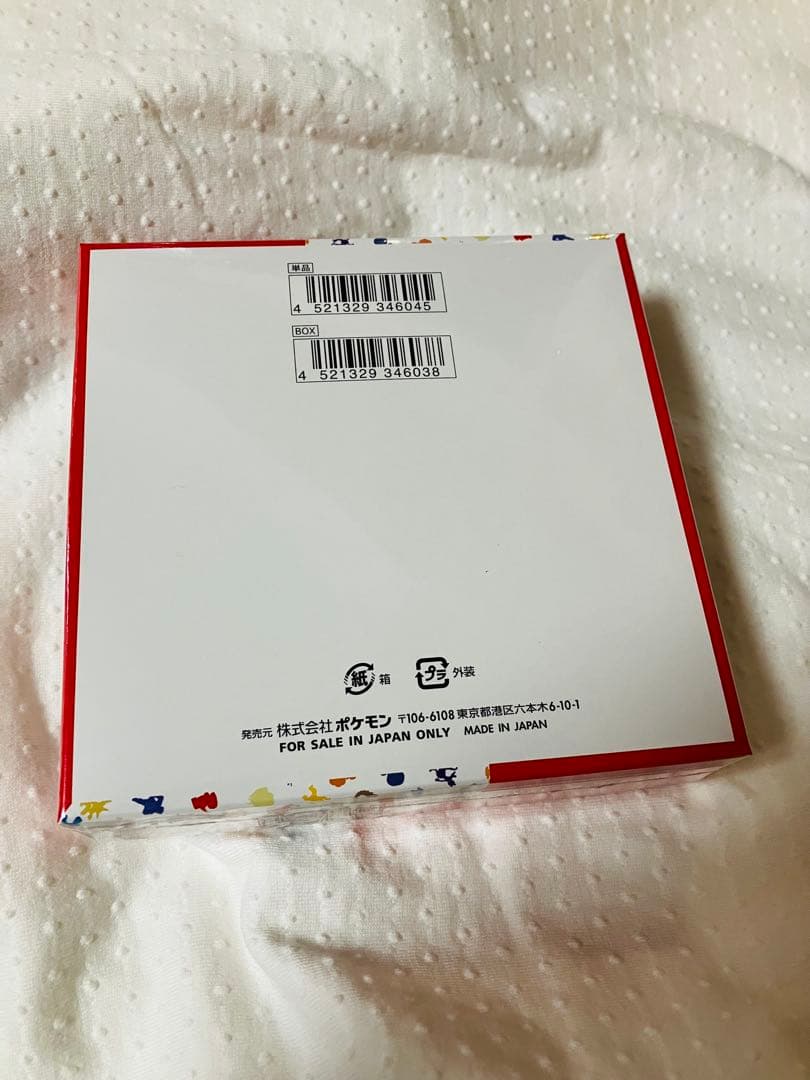 単品
4 521329 346045
BOX
4 521329 346038
紙 箱
プラ 外装
発売元 株式会社ポケモン 〒106-6108 東京都港区六本木6-10-1
FOR SALE IN JAPAN ONLY MADE IN JAPAN